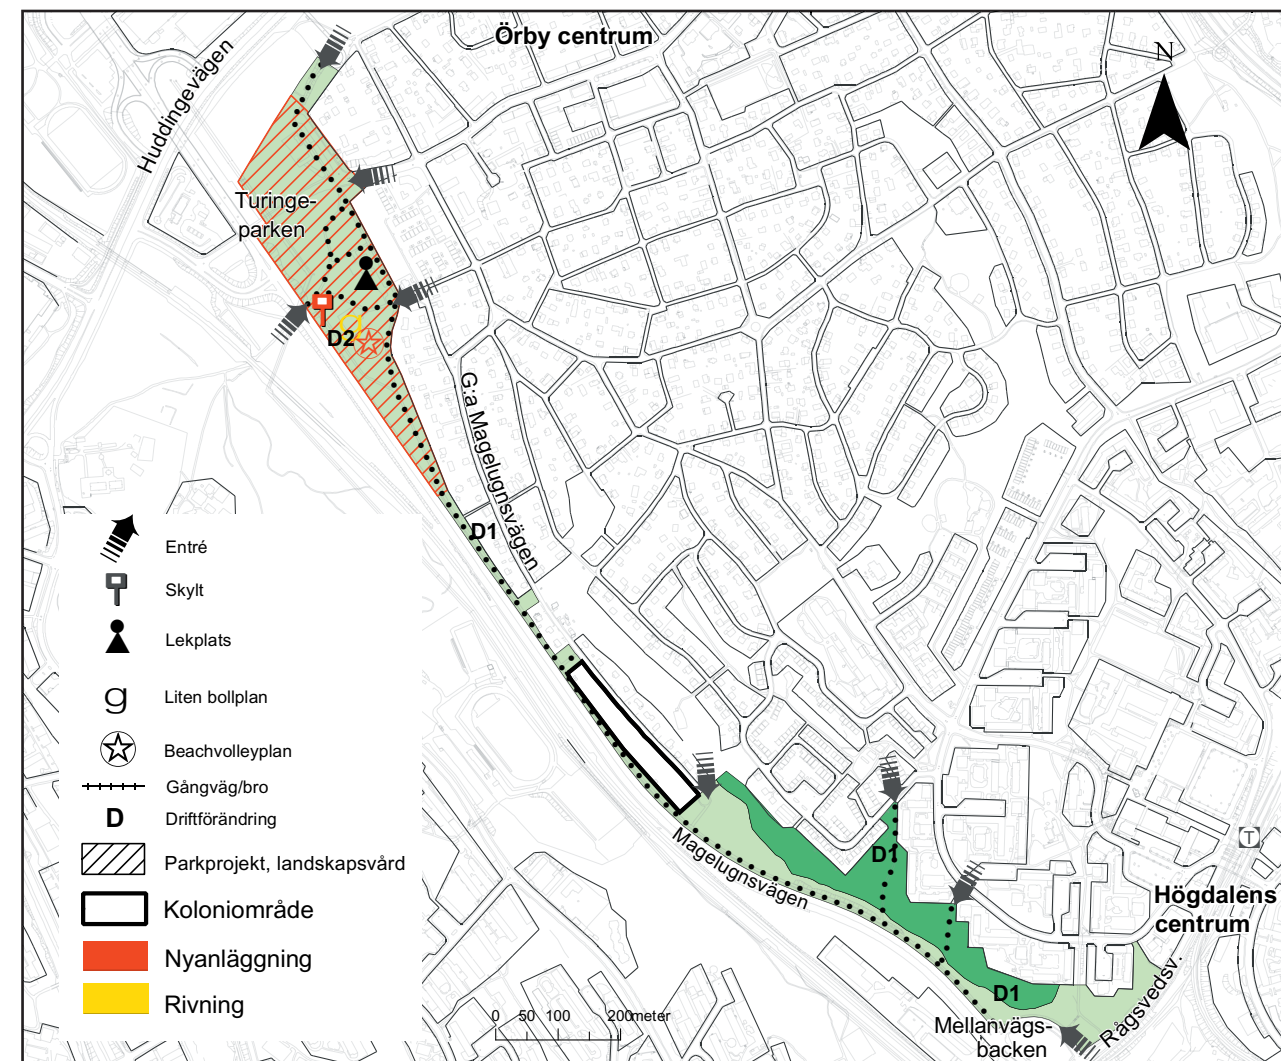 Örby centrum
N
Huddingevägen
Turinge-
parken
D2
G:a Magelugnsvägen
D1
Entré
Skylt
Lekplats
g Liten bollplan
Beachvolleyplan
Gångväg/bro
D Driftförändring
Parkprojekt, landskapsvård
Koloniområde
Nyanläggning
Rivning
Magelugnsvägen
D1
T
Högdalens
centrum
D1
Rågsvedsv.
Mellanvägs-
backen
0 50 100 200meter